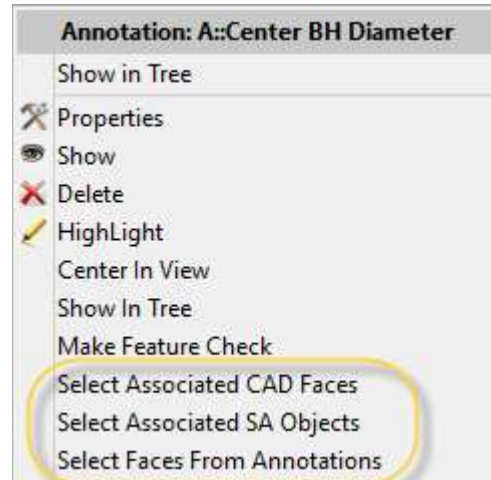 Annotation: A::Center BH Diameter
Show in Tree
Properties
Show
Delete
HighLight
Center In View
Show In Tree
Make Feature Check
Select Associated CAD Faces
Select Associated SA Objects
Select Faces From Annotations